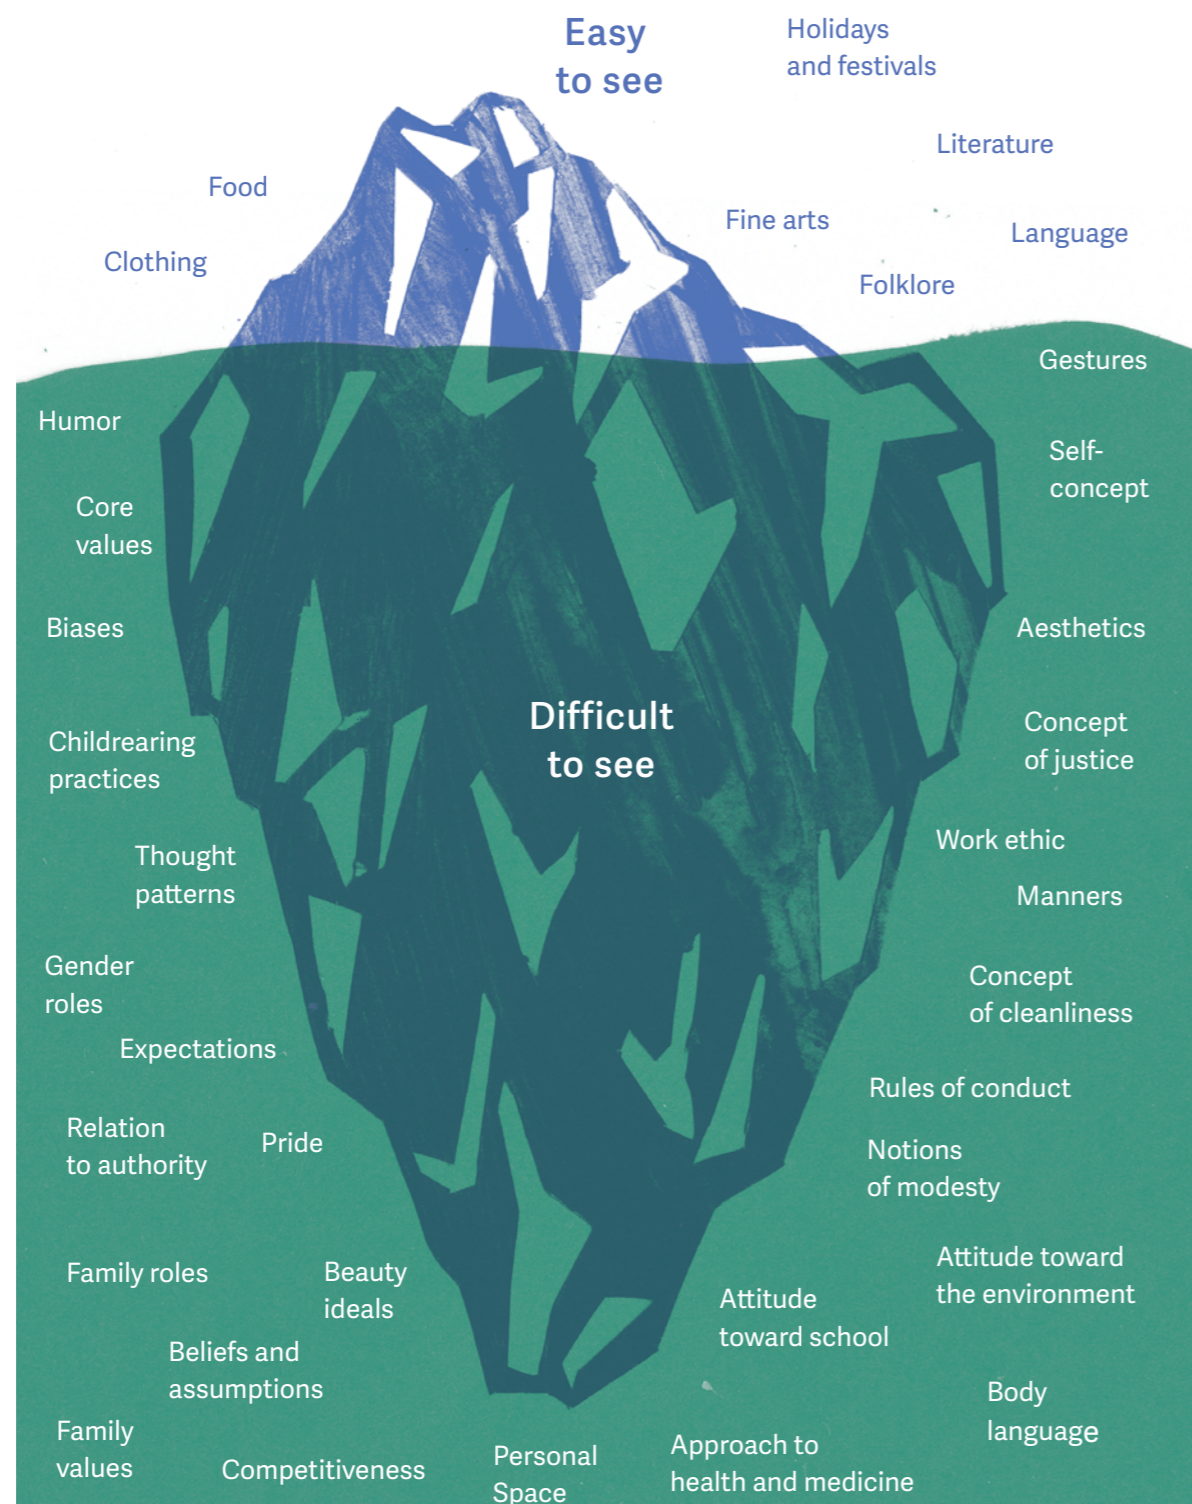 Easy
to see
Holidays
and festivals
Literature
Food
Fine arts
Language
Clothing
Folklore
Gestures
Humor
Self-
concept
Core
values
Biases
Aesthetics
Difficult
to see
Concept
of justice
Childrearing
practices
Work ethic
Thought
patterns
Manners
Gender
roles
Concept
of cleanliness
Expectations
Rules of conduct
Relation
to authority
Pride
Notions
of modesty
Family roles
Beauty
ideals
Attitude toward
the environment
Attitude
toward school
Beliefs and
assumptions
Body
language
Family
values
Competitiveness
Personal
Space
Approach to
health and medicine